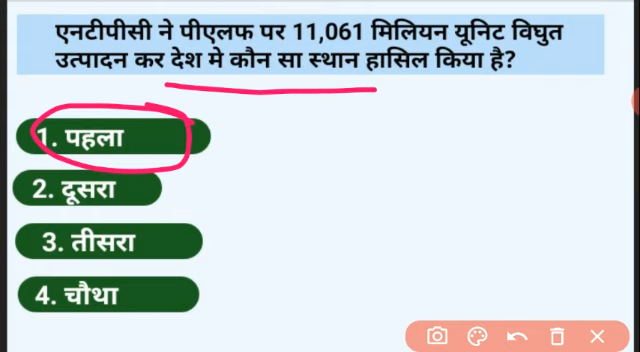 एनटीपीसी ने पीएलफ पर 11,061 मिलियन यूनिट विघुत
उत्पादन कर देश मे कौन सा स्थान हासिल किया है?
1. पहला
2. दूसरा
3. तीसरा
4. चौथा